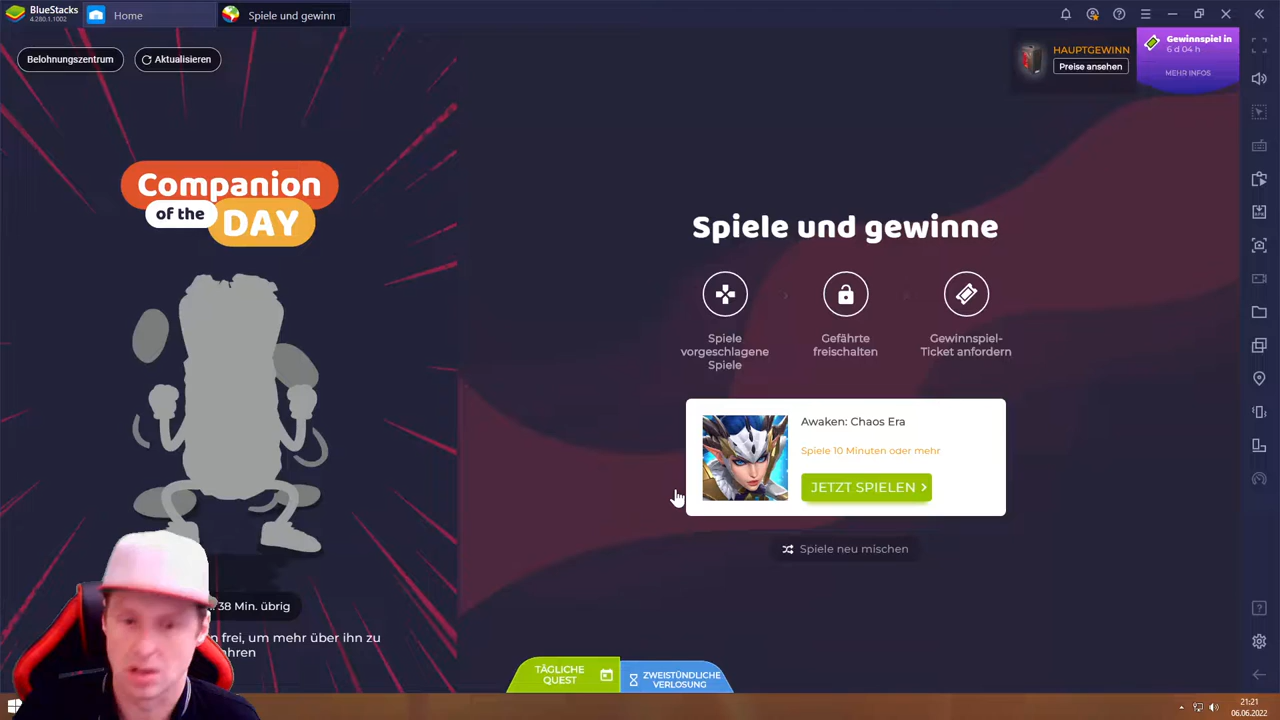 BlueStacks
4.280.1.1002
Home
Spiele und gewinn
Belohnungszentrum
Aktualisieren
HAUPTGEWINN
Preise ansehen
Gewinnspiel in
6 d 04 h
MEHR INFOS
Companion
of the DAY
Spiele und gewinne
Spiele
vorgeschlagene
Spiele
Gefährte
freischalten
Gewinnspiel-
Ticket anfordern
Awaken: Chaos Era
Spiele 10 Minuten oder mehr
JETZT SPIELEN
Spiele neu mischen
38 Min. übrig
n frei, um mehr über ihn zu
ahren
TÄGLICHE
QUEST
ZWEISTÜNDLICHE
VERLOSUNG
21:21
06.06.2022